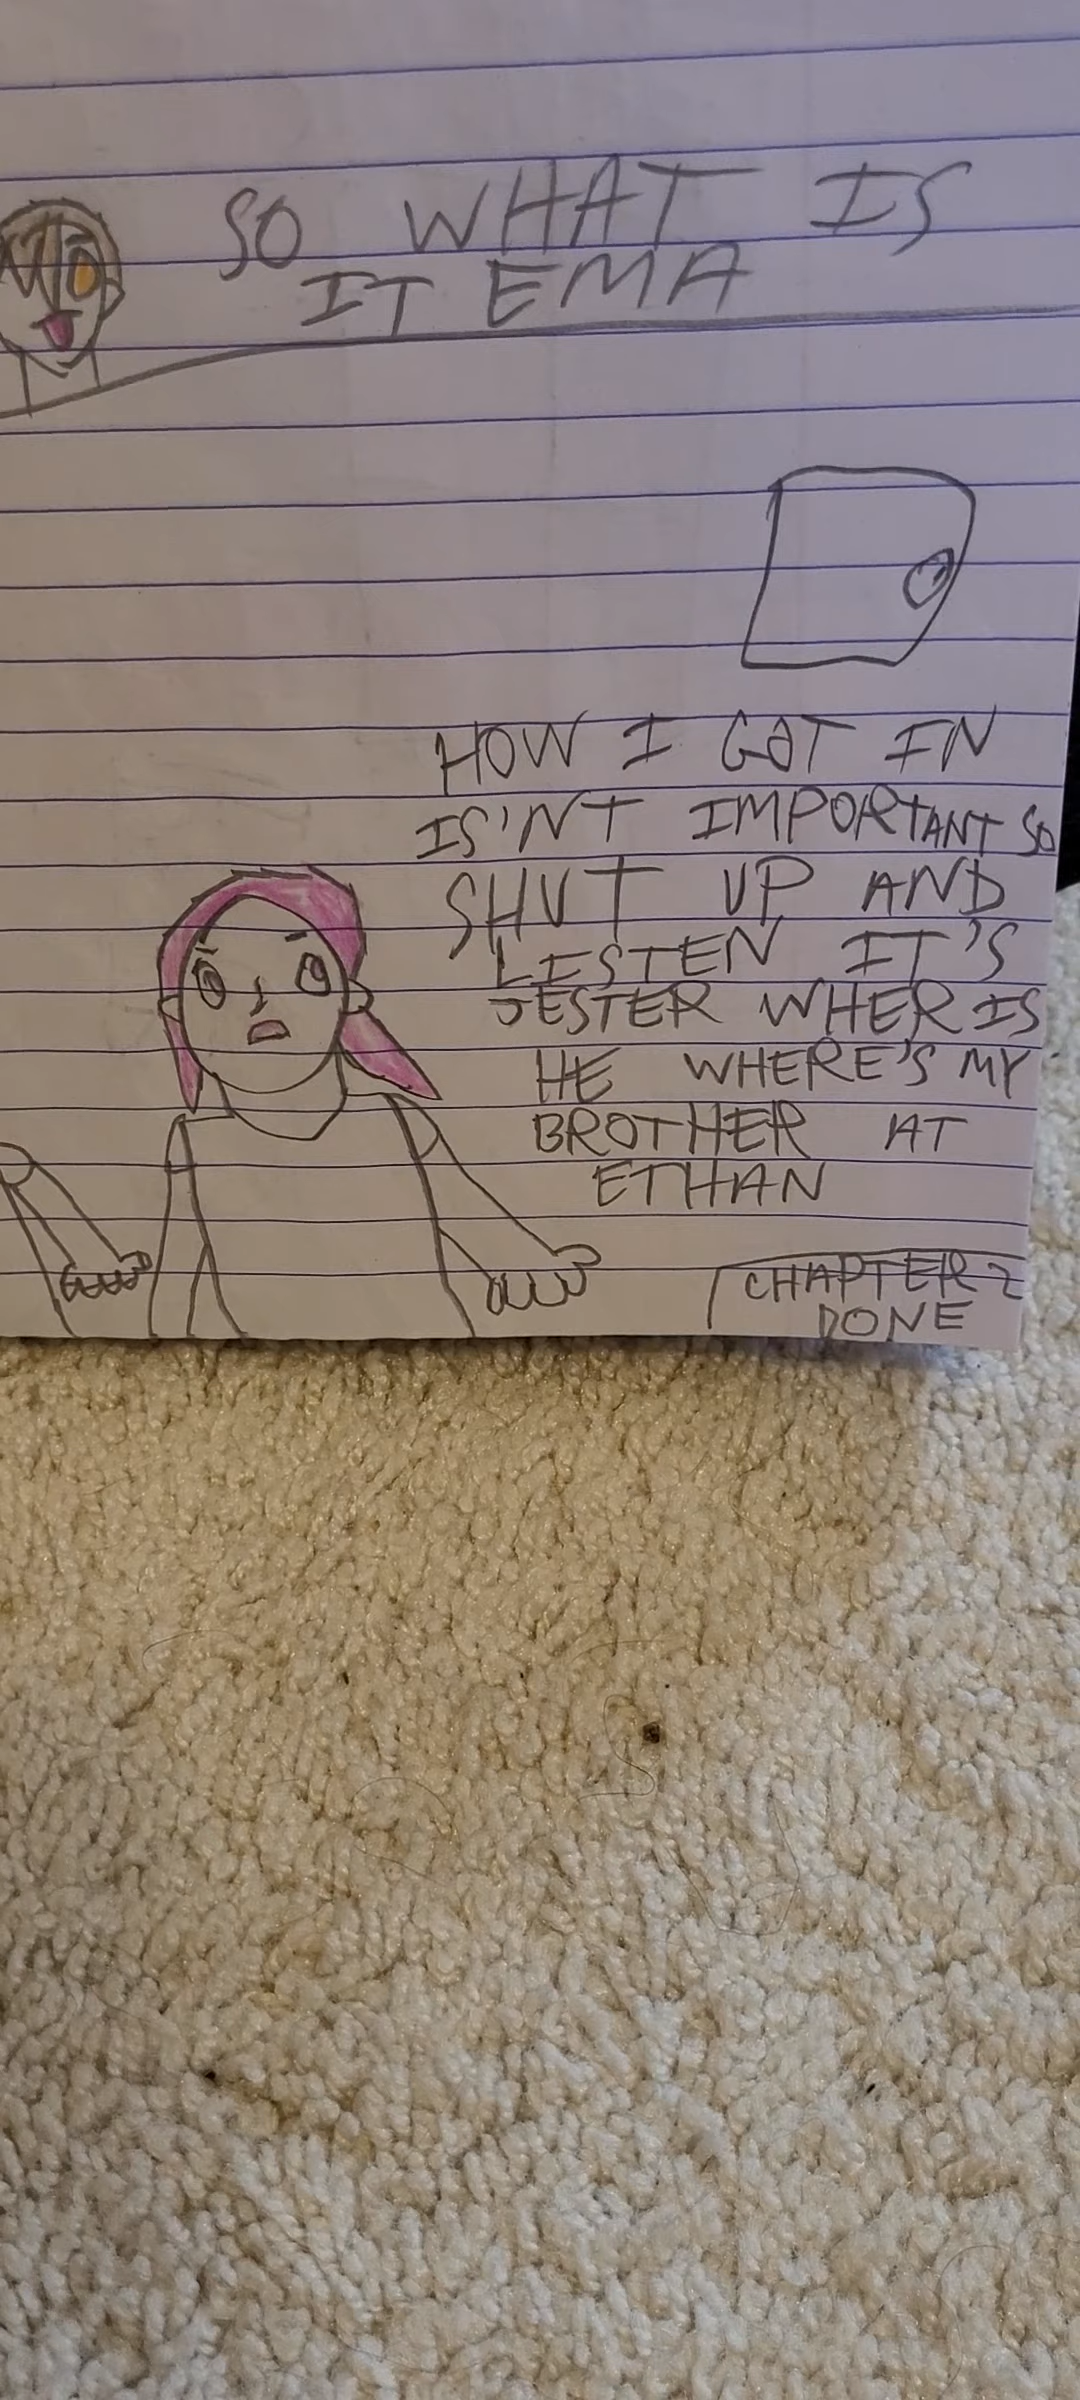 SO WHAT IS
IT EMA
HOW I GOT IN
IS'NT IMPORTANT SO
SHUT UP AND
LISTEN IT'S
JESTER WHER IS
HE WHERE'S MY
BROTHER AT
ETHAN
CHAPTER 2
DONE